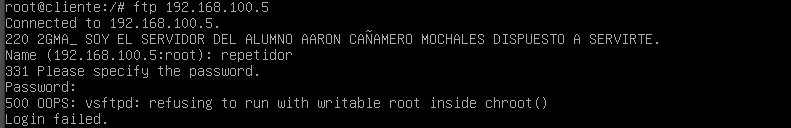 root@cliente:/# ftp 192.168.100.5
Connected to 192.168.100.5.
220 2GMA_ SOY EL SERVIDOR DEL ALUMNO AARON CAÑAMERO MOCHALES DISPUESTO A SERVIRTE.
Name (192.168.100.5:root): repetidor
331 Please specify the password.
Password:
500 OOPS: vsftpd: refusing to run with writable root inside chroot()
Login failed.